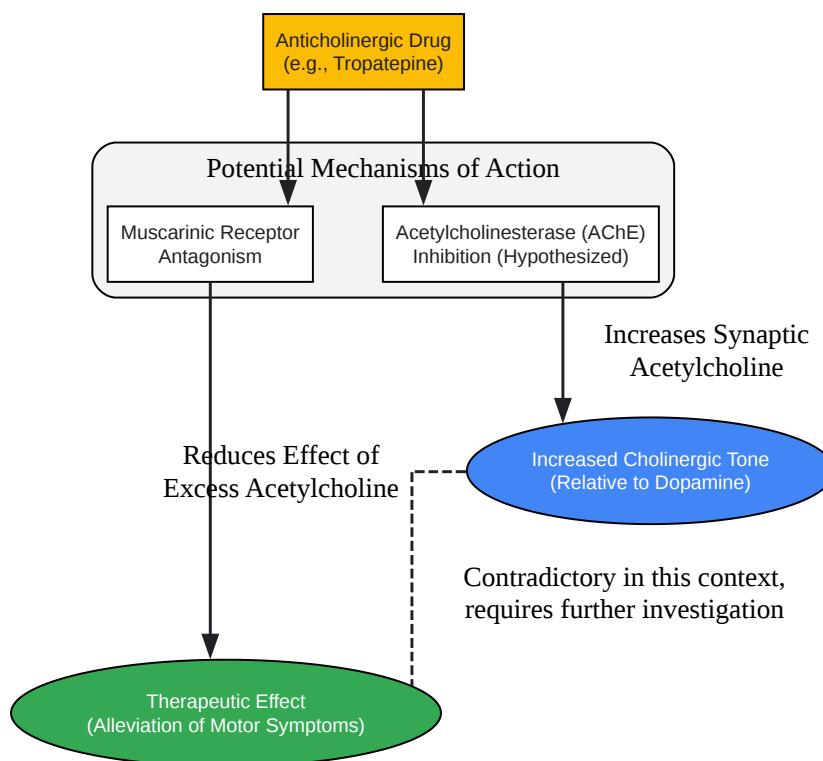 Anticholinergic Drug
(e.g., Tropatepine)
Potential Mechanisms of Action
Muscarinic Receptor
Antagonism
Acetylcholinesterase (AChE)
Inhibition (Hypothesized)
Increases Synaptic
Acetylcholine
Reduces Effect of
Excess Acetylcholine
Increased Cholinergic Tone
(Relative to Dopamine)
Contradictory in this context,
requires further investigation
Therapeutic Effect
(Alleviation of Motor Symptoms)